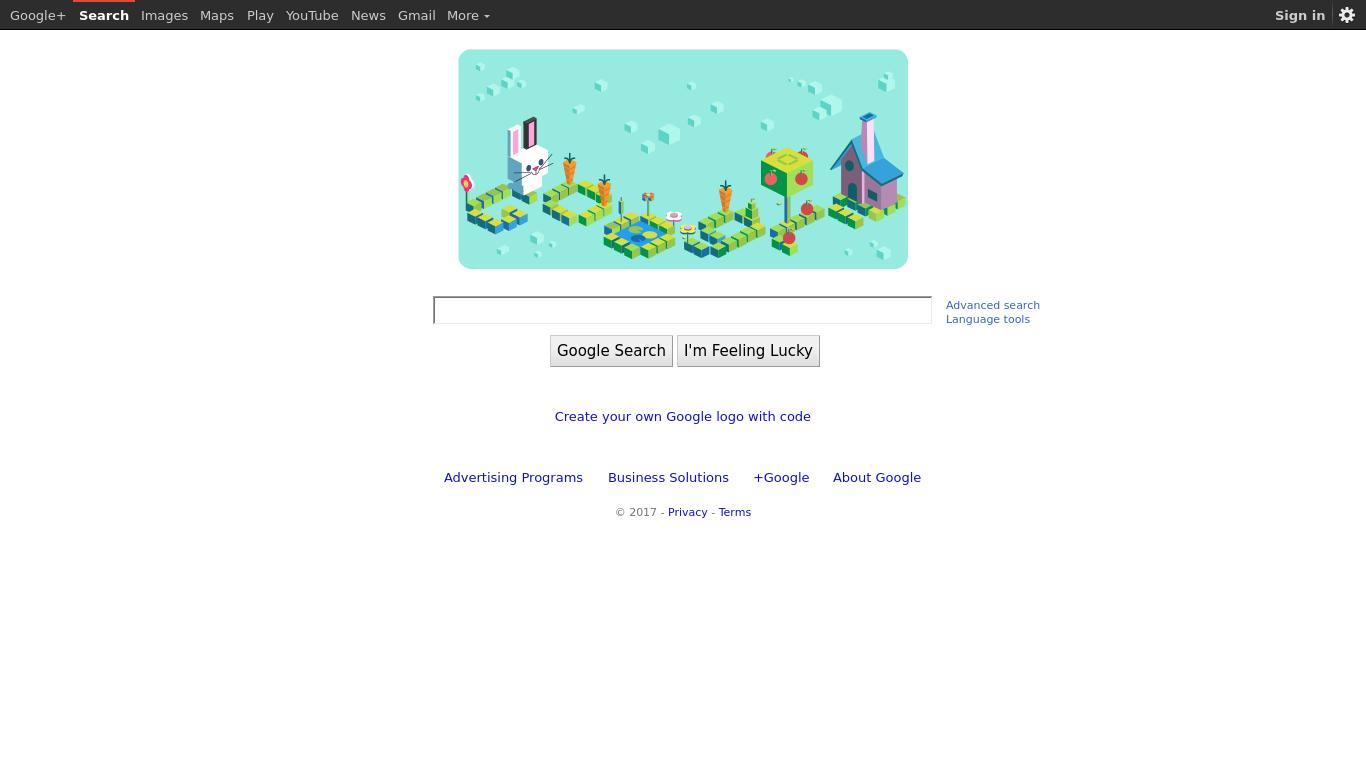 Google+ Search Images Maps Play YouTube News Gmail More Sign in
Advanced search
Language tools
Google Search I'm Feeling Lucky
Create your own Google logo with code
Advertising Programs Business Solutions +Google About Google
© 2017 - Privacy - Terms